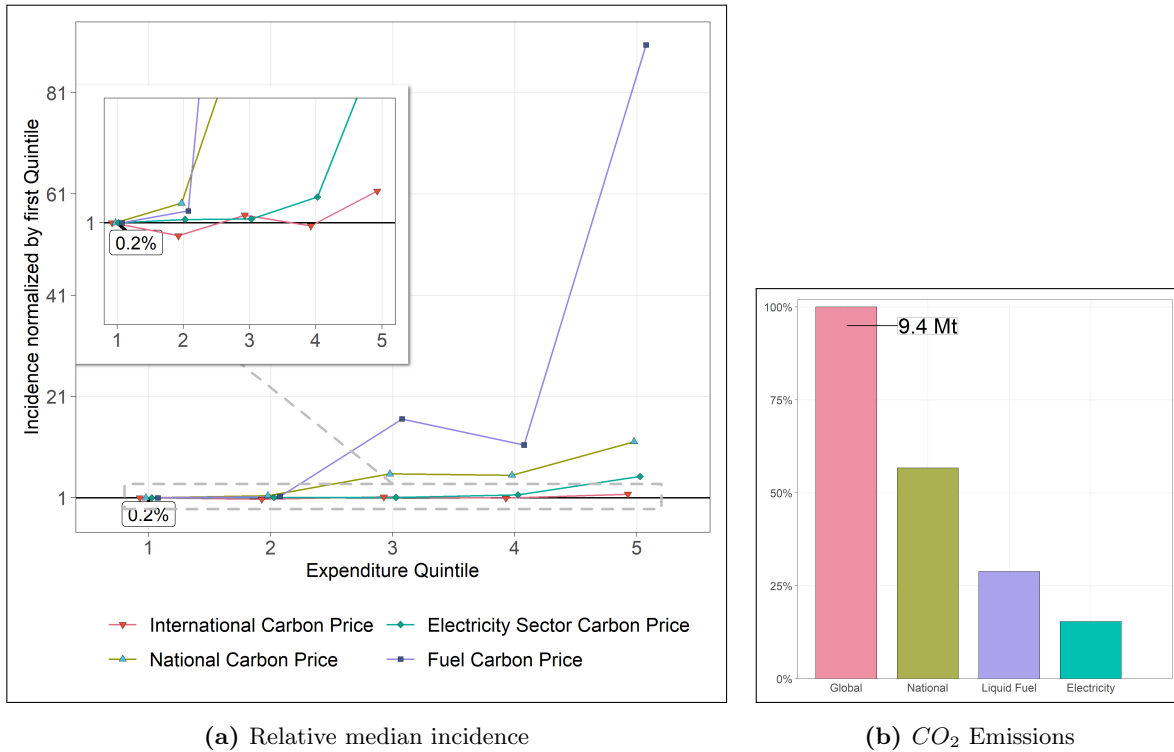 Incidence normalized by first Quintile
81
61
41
21
1
1
0.2%
1 2 3 4 5
0.2%
1 2 3 4 5
Expenditure Quintile
International Carbon Price Electricity Sector Carbon Price
National Carbon Price Fuel Carbon Price
(a) Relative median incidence
100%
75%
50%
25%
0%
9.4 Mt
Global National Liquid Fuel Electricity
(b) CO₂ Emissions